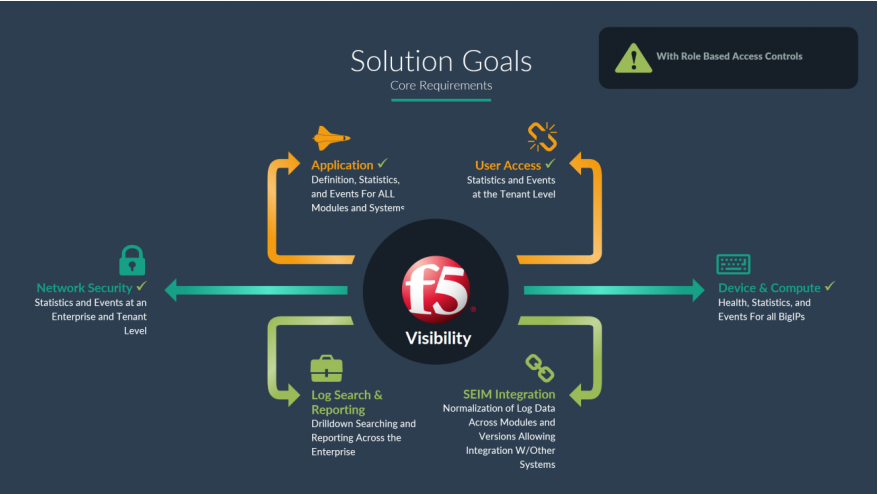 Solution Goals
Core Requirements
With Role Based Access Controls
Application ✓
Definition, Statistics,
and Events For ALL
Modules and Systems
User Access ✓
Statistics and Events
at the Tenant Level
Network Security ✓
Statistics and Events at an
Enterprise and Tenant
Level
f5
Visibility
Device & Compute ✓
Health, Statistics, and
Events For all BigIPs
Log Search &
Reporting
Drilldown Searching and
Reporting Across the
Enterprise
SEIM Integration
Normalization of Log Data
Across Modules and
Versions Allowing
Integration W/Other
Systems